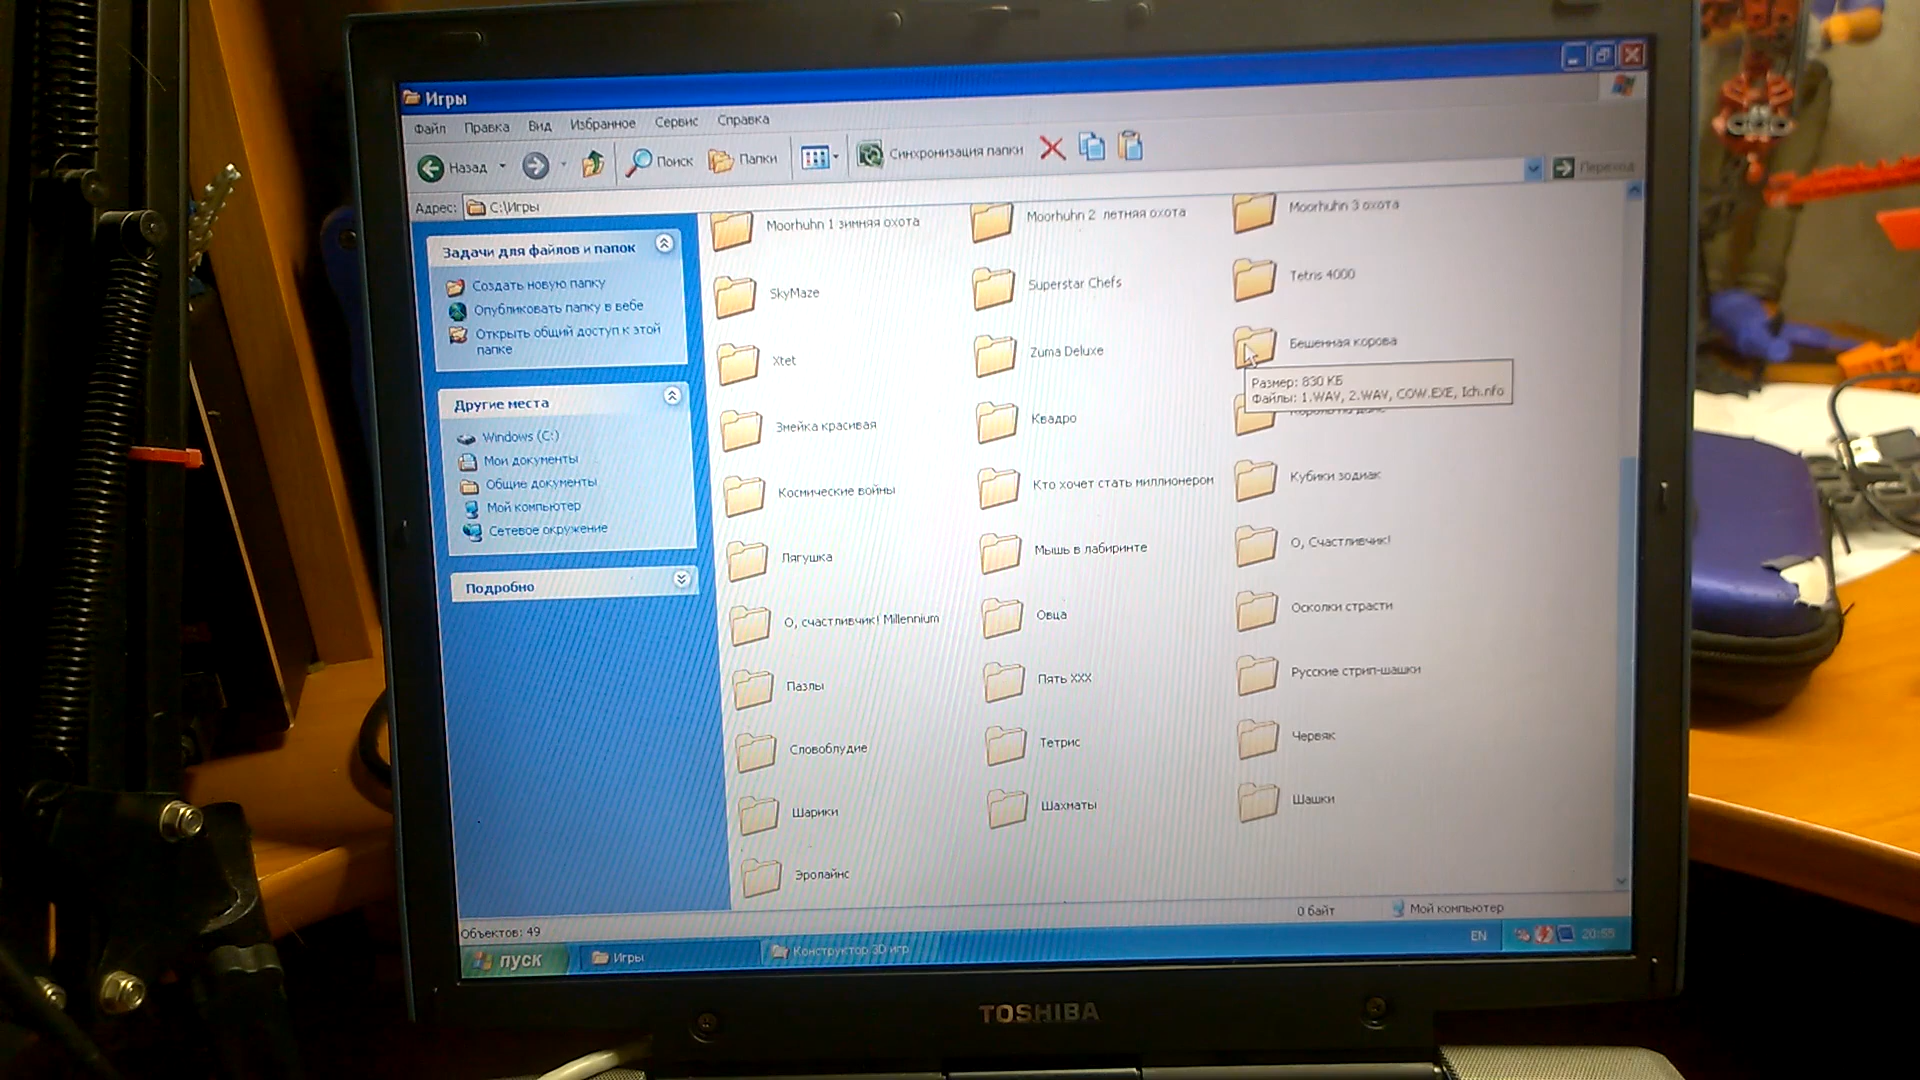 Игры
Файл Правка Вид Избранное Сервис Справка
Назад Поиск Папки Синхронизация папки
Адрес: C:\Игры Переход
Задачи для файлов и папок
Создать новую папку
Опубликовать папку в вебе
Открыть общий доступ к этой
папке
Другие места
Windows (C:)
Мои документы
Общие документы
Мой компьютер
Сетевое окружение
Подробно
Moorhuhn 1 зимняя охота Moorhuhn 2 летняя охота Moorhuhn 3 охота
SkyMaze Superstar Chefs Tetris 4000
Xtet Zuma Deluxe Бешенная корова
Размер: 830 КБ
Файлы: 1.WAV, 2.WAV, COW.EXE, Ich.nfo
Змейка красивая Квадро
Космические войны Кто хочет стать миллионером Кубики зодиак
Лягушка Мышь в лабиринте О, Счастливчик!
О, счастливчик! Millennium Овца Осколки страсти
Пазлы Пять XXX Русские стрип-шашки
Словоблудие Тетрис Червяк
Шарики Шахматы Шашки
Эролайнс
Объектов: 49 0 байт Мой компьютер
пуск Игры Конструктор 3D игр EN 20:55
TOSHIBA